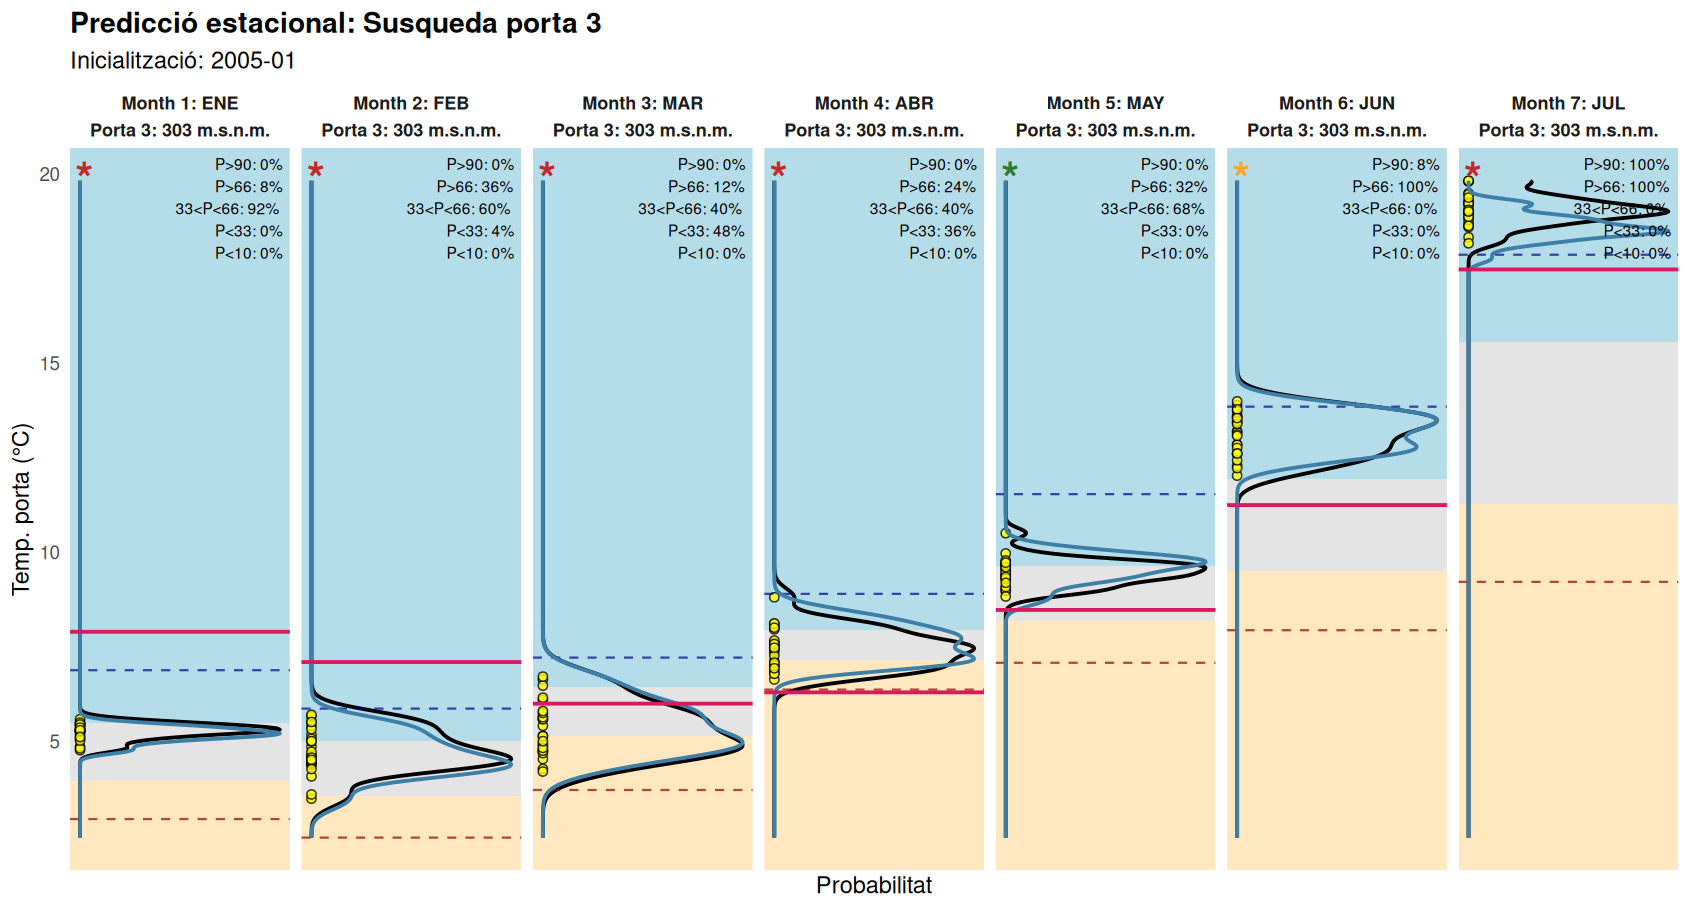 Predicció estacional: Susqueda porta 3
Inicialització: 2005-01
Month 1: ENE
Porta 3: 303 m.s.n.m.
Month 2: FEB
Porta 3: 303 m.s.n.m.
Month 3: MAR
Porta 3: 303 m.s.n.m.
Month 4: ABR
Porta 3: 303 m.s.n.m.
Month 5: MAY
Porta 3: 303 m.s.n.m.
Month 6: JUN
Porta 3: 303 m.s.n.m.
Month 7: JUL
Porta 3: 303 m.s.n.m.
*
P>90: 0%
P>66: 8%
33<P<66: 92%
P<33: 0%
P<10: 0%
*
P>90: 0%
P>66: 36%
33<P<66: 60%
P<33: 4%
P<10: 0%
*
P>90: 0%
P>66: 12%
33<P<66: 40%
P<33: 48%
P<10: 0%
*
P>90: 0%
P>66: 24%
33<P<66: 40%
P<33: 36%
P<10: 0%
*
P>90: 0%
P>66: 32%
33<P<66: 68%
P<33: 0%
P<10: 0%
*
P>90: 8%
P>66: 100%
33<P<66: 0%
P<33: 0%
P<10: 0%
*
P>90: 100%
P>66: 100%
33<P<66: 0%
P<33: 0%
P<10: 0%
20
15
10
5
Temp. porta (°C)
Probabilitat